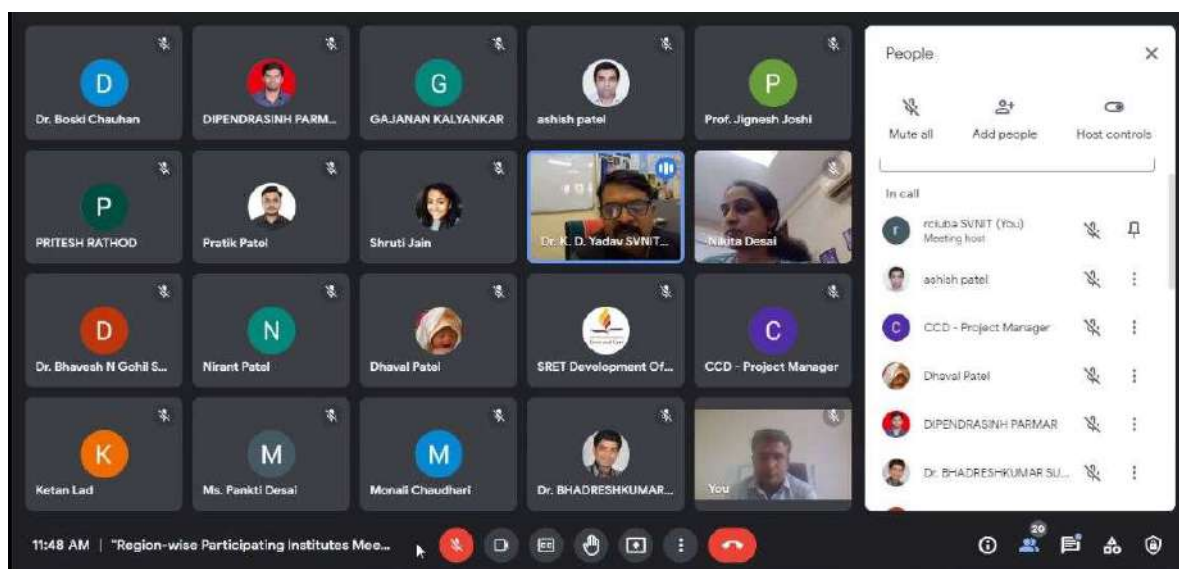 Dr. Boski Chauhan
DIPENDRASINH PARM...
GAJANAN KALYANKAR
ashish patel
Prof. Jignesh Joshi
PRITESH RATHOD
Pratik Patel
Shruti Jain
Dr. K. D. Yadav SVNIT...
Nikita Desai
Dr. Bhavesh N Gohil S...
Nirant Patel
Dhaval Patel
SRET Development Of...
CCD - Project Manager
Ketan Lad
Ms. Pankti Desai
Monali Chaudhari
Dr. BHADRESHKUMAR...
You
D
G
P
P
D
N
C
K
M
M
People
Mute all
Add people
Host controls
In call
r
SVNIT (You)
Meeting host
ashish patel
C
CCD - Project Manager
Dhaval Patel
DIPENDRASINH PARMAR
Dr. BHADRESHKUMAR SU...
11:48 AM | "Region-wise Participating Institutes Mee...
CC
20